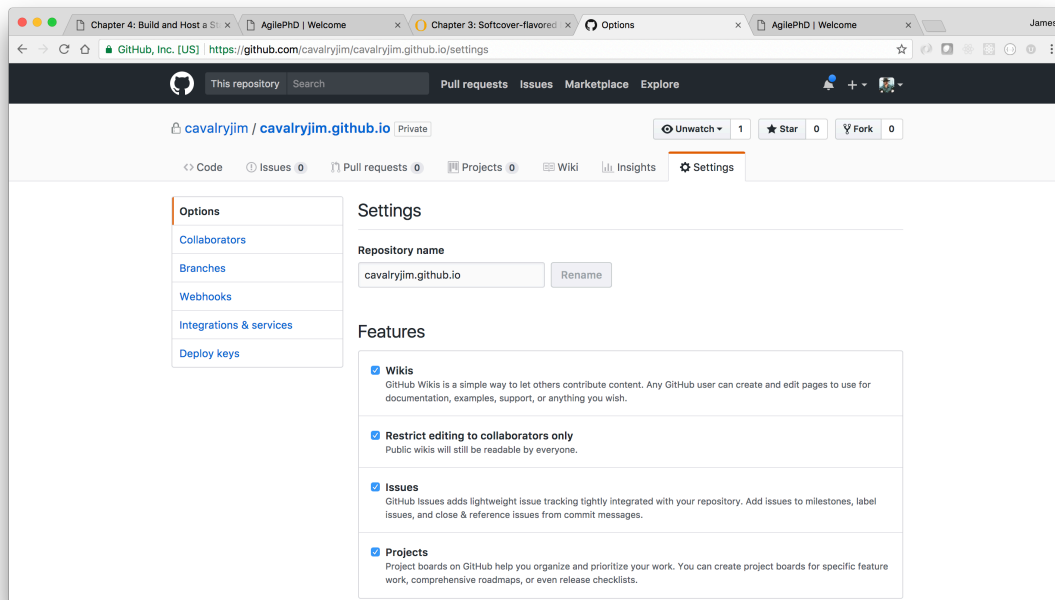 Chapter 4: Build and Host a St
AgilePhD | Welcome
Chapter 3: Softcover-flavored
Options
AgilePhD | Welcome
James
GitHub, Inc. [US] | https://github.com/cavalryjim/cavalryjim.github.io/settings
This repository Search
Pull requests Issues Marketplace Explore
cavalryjim / cavalryjim.github.io Private
Unwatch 1 Star 0 Fork 0
Code Issues 0 Pull requests 0 Projects 0 Wiki Insights Settings
Options
Collaborators
Branches
Webhooks
Integrations & services
Deploy keys
Settings
Repository name
cavalryjim.github.io Rename
Features
Wikis
GitHub Wikis is a simple way to let others contribute content. Any GitHub user can create and edit pages to use for
documentation, examples, support, or anything you wish.
Restrict editing to collaborators only
Public wikis will still be readable by everyone.
Issues
GitHub Issues adds lightweight issue tracking tightly integrated with your repository. Add issues to milestones, label
issues, and close & reference issues from commit messages.
Projects
Project boards on GitHub help you organize and prioritize your work. You can create project boards for specific feature
work, comprehensive roadmaps, or even release checklists.